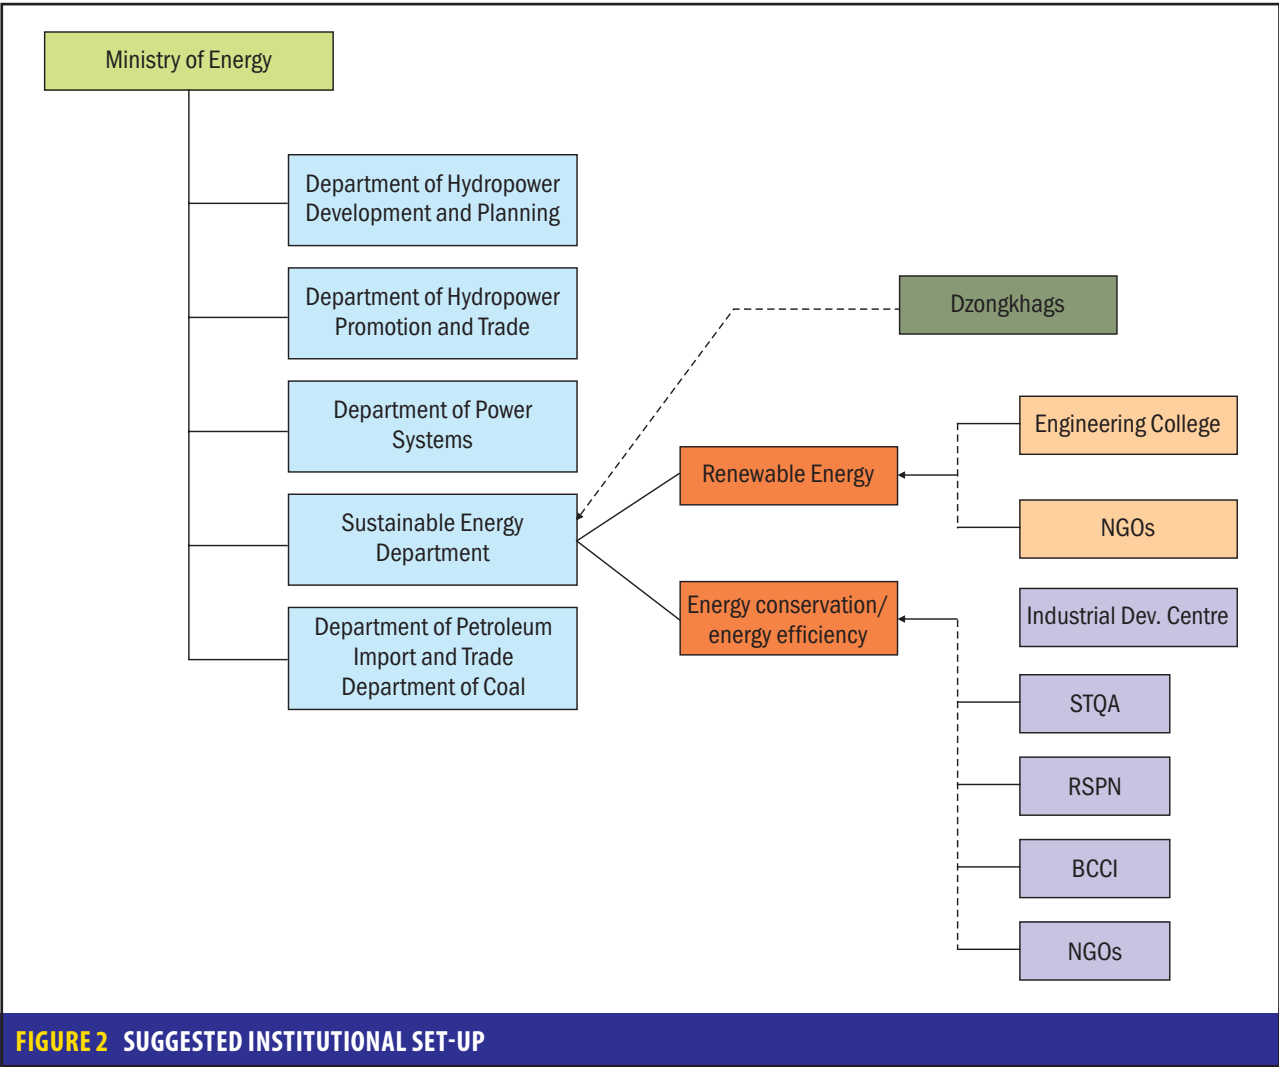 Ministry of Energy
Department of Hydropower
Development and Planning
Department of Hydropower
Promotion and Trade
Department of Power
Systems
Sustainable Energy
Department
Department of Petroleum
Import and Trade
Department of Coal
Dzongkhags
Renewable Energy
Energy conservation/
energy efficiency
Engineering College
NGOs
Industrial Dev. Centre
STQA
RSPN
BCCI
NGOs
FIGURE 2 SUGGESTED INSTITUTIONAL SET-UP